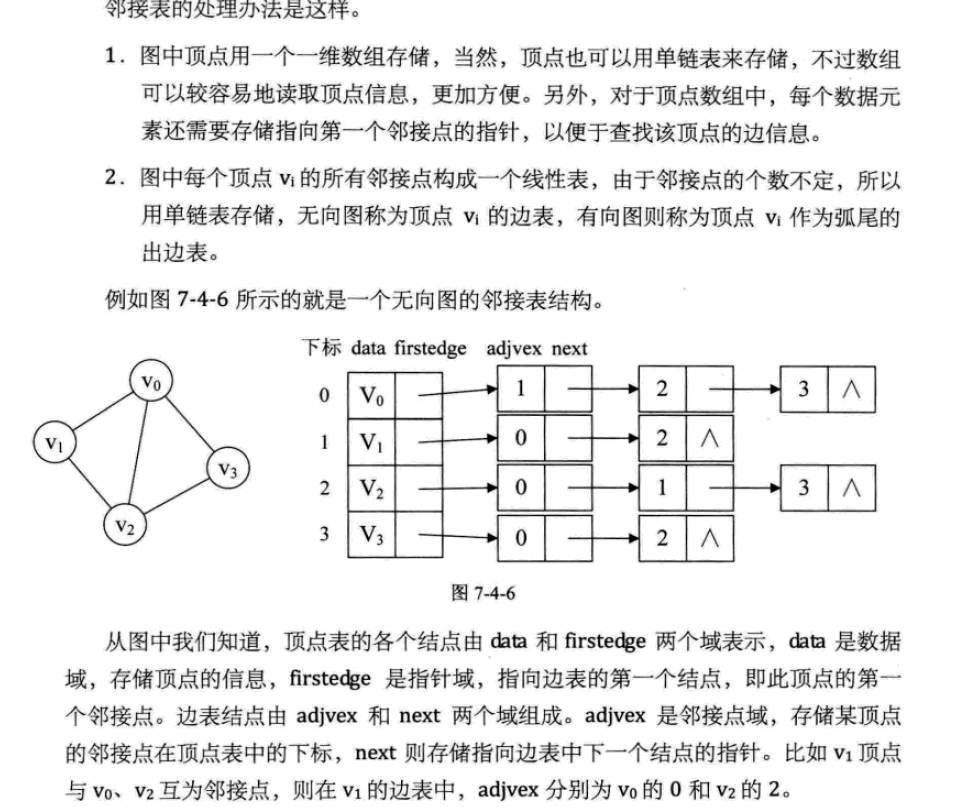 邻接表的处理办法是这样。
1．图中顶点用一个一维数组存储，当然，顶点也可以用单链表来存储，不过数组
可以较容易地读取顶点信息，更加方便。另外，对于顶点数组中，每个数据元
素还需要存储指向第一个邻接点的指针，以便于查找该顶点的边信息。
2．图中每个顶点 vᵢ 的所有邻接点构成一个线性表，由于邻接点的个数不定，所以
用单链表存储，无向图称为顶点 vᵢ 的边表，有向图则称为顶点 vᵢ 作为弧尾的
出边表。
例如图 7-4-6 所示的就是一个无向图的邻接表结构。
下标 data firstedge adjvex next
V₀
V₁
V₃
V₂
0 V₀ 1 2 3 ∧
1 V₁ 0 2 ∧
2 V₂ 0 1 3 ∧
3 V₃ 0 2 ∧
图 7-4-6
从图中我们知道，顶点表的各个结点由 data 和 firstedge 两个域表示，data 是数据
域，存储顶点的信息，firstedge 是指针域，指向边表的第一个结点，即此顶点的第一
个邻接点。边表结点由 adjvex 和 next 两个域组成。adjvex 是邻接点域，存储某顶点
的邻接点在顶点表中的下标，next 则存储指向边表中下一个结点的指针。比如 v₁ 顶点
与 v₀、v₂ 互为邻接点，则在 v₁ 的边表中，adjvex 分别为 v₀ 的 0 和 v₂ 的 2。